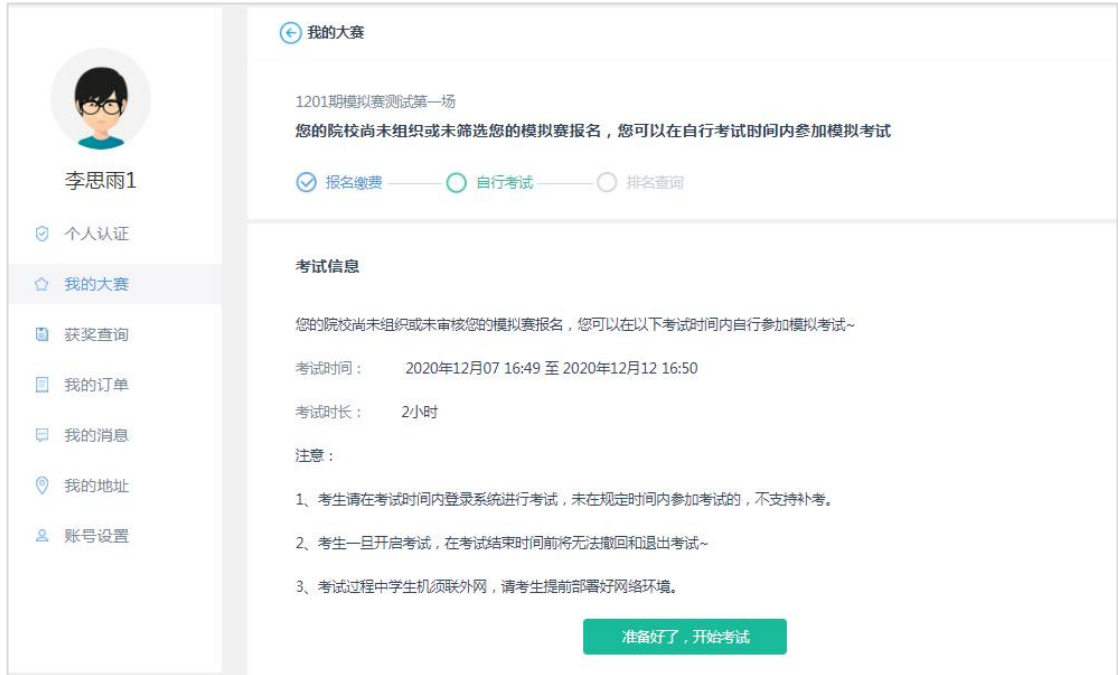 李思雨1
个人认证
我的大赛
获奖查询
我的订单
我的消息
我的地址
账号设置
我的大赛
1201期模拟赛测试第一场
您的院校尚未组织或未筛选您的模拟赛报名，您可以在自行考试时间内参加模拟考试
报名缴费 自行考试 排名查询
考试信息
您的院校尚未组织或未审核您的模拟赛报名，您可以在以下考试时间内自行参加模拟考试~
考试时间： 2020年12月07 16:49 至 2020年12月12 16:50
考试时长： 2小时
注意：
1、考生请在考试时间内登录系统进行考试，未在规定时间内参加考试的，不支持补考。
2、考生一旦开启考试，在考试结束时间前将无法撤回和退出考试~
3、考试过程中学生机须联外网，请考生提前部署好网络环境。
准备好了，开始考试